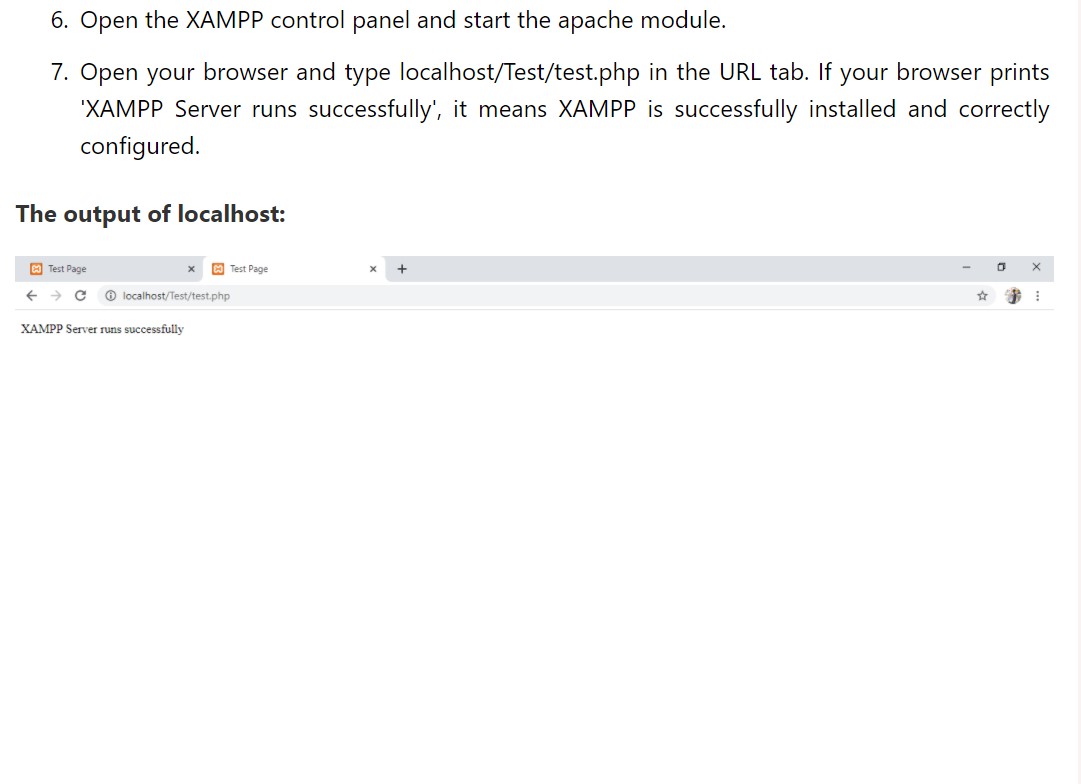 6. Open the XAMPP control panel and start the apache module.
7. Open your browser and type localhost/Test/test.php in the URL tab. If your browser prints
'XAMPP Server runs successfully', it means XAMPP is successfully installed and correctly
configured.
The output of localhost:
Test Page Test Page
localhost/Test/test.php
XAMPP Server runs successfully